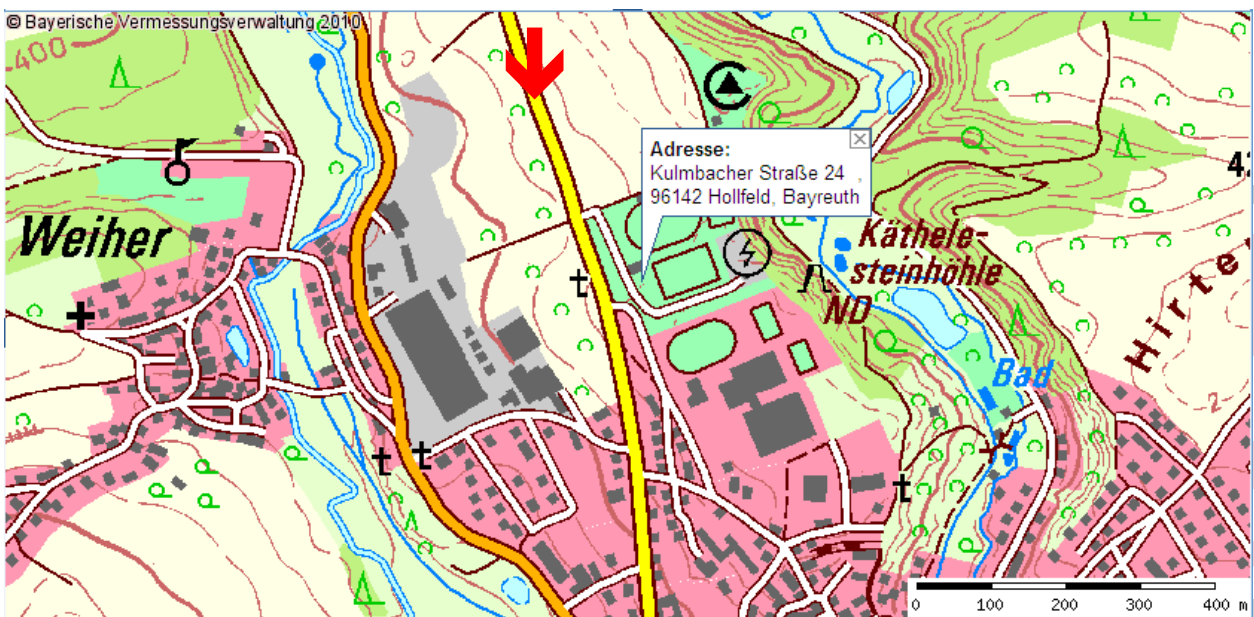 © Bayerische Vermessungsverwaltung 2010
400
Adresse:
Kulmbacher Straße 24 ,
96142 Hollfeld, Bayreuth
Weiher
Käthele-
steinhöhle
ND
Hirte
Bad
2
0 100 200 300 400 m